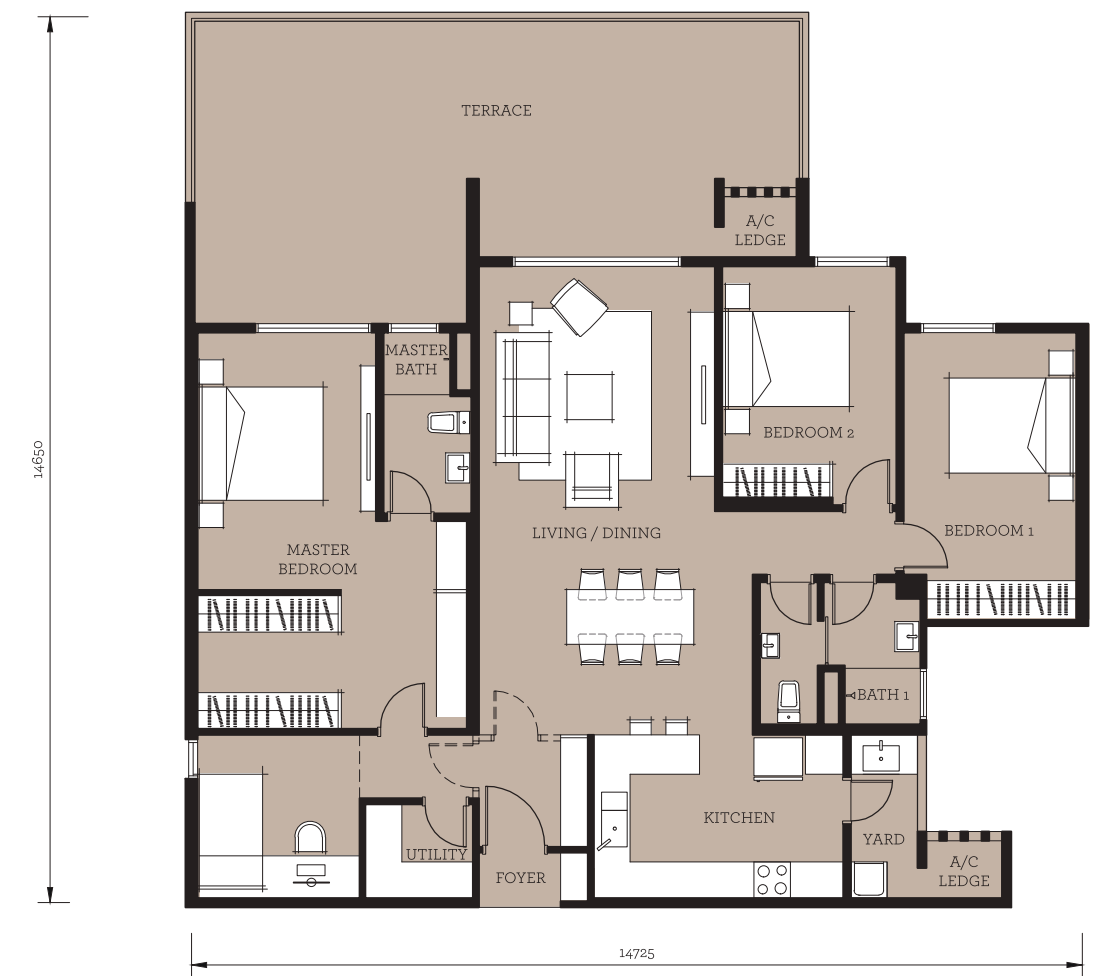 TERRACE
A/C
LEDGE
MASTER
BATH
BEDROOM 2
14650
LIVING / DINING
BEDROOM 1
MASTER
BEDROOM
BATH 1
KITCHEN
YARD
UTILITY
A/C
LEDGE
FOYER
14725